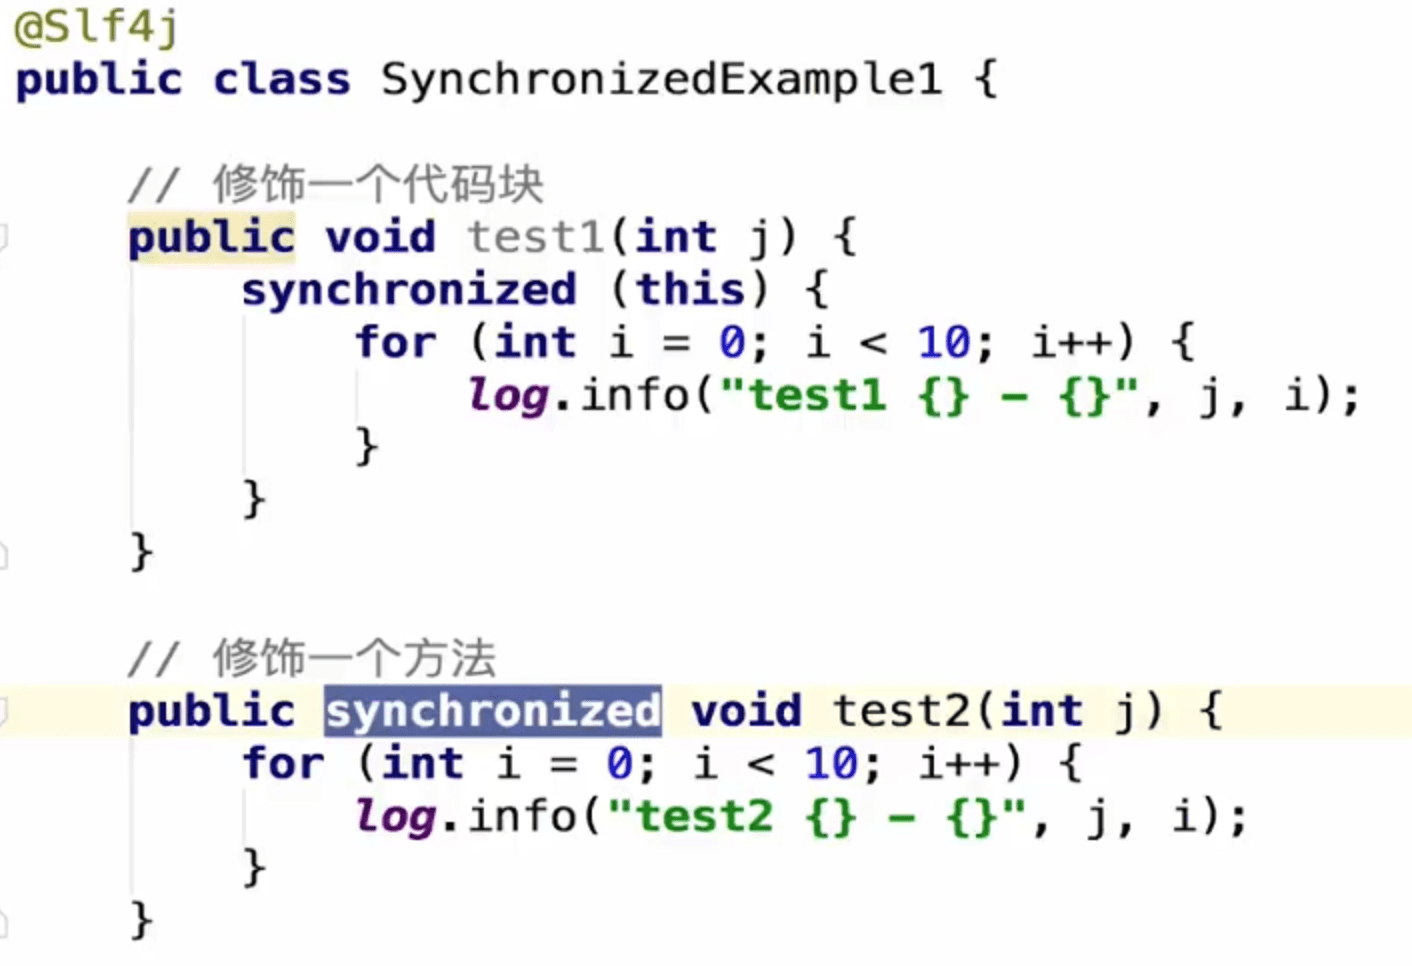 @Slf4j
public class SynchronizedExample1 {
// 修饰一个代码块
public void test1(int j) {
synchronized (this) {
for (int i = 0; i < 10; i++) {
log.info("test1 {} - {}", j, i);
}
}
}
// 修饰一个方法
public synchronized void test2(int j) {
for (int i = 0; i < 10; i++) {
log.info("test2 {} - {}", j, i);
}
}